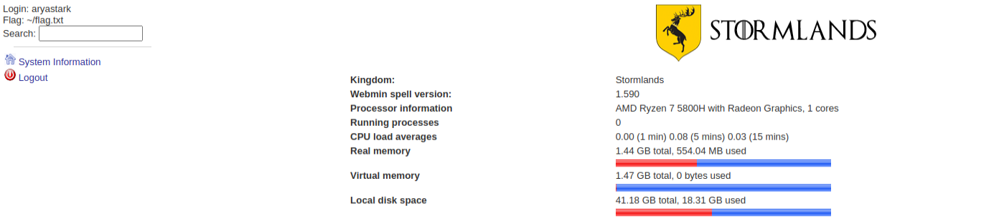 Login: aryastark
Flag: ~/flag.txt
Search:
System Information
Logout
STORMLANDS
Kingdom: Stormlands
Webmin spell version: 1.590
Processor information AMD Ryzen 7 5800H with Radeon Graphics, 1 cores
Running processes 0
CPU load averages 0.00 (1 min) 0.08 (5 mins) 0.03 (15 mins)
Real memory 1.44 GB total, 554.04 MB used
Virtual memory 1.47 GB total, 0 bytes used
Local disk space 41.18 GB total, 18.31 GB used